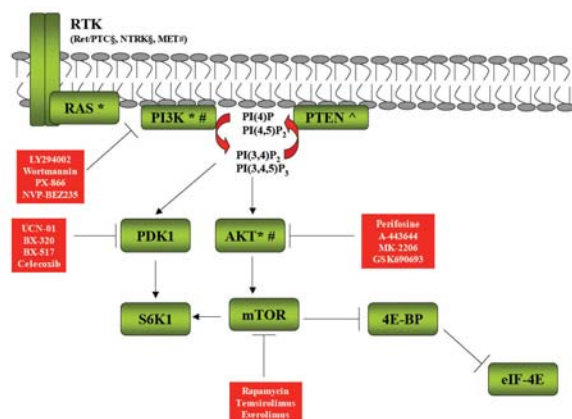 RTK
(Ret/PTC§, NTRK§, MET#)
RAS *
PI3K * #
PI(4)P
PI(4,5)P2
PTEN ^
PI(3,4)P2
PI(3,4,5)P3
LY294002
Wortmannin
PX-866
NVP-BEZ235
UCN-01
BX-320
BX-517
Celecoxib
PDK1
AKT* #
Perifosine
A-443644
MK-2206
GSK690693
S6K1
mTOR
4E-BP
eIF-4E
Rapamycin
Temsirolimus
Eserolimus